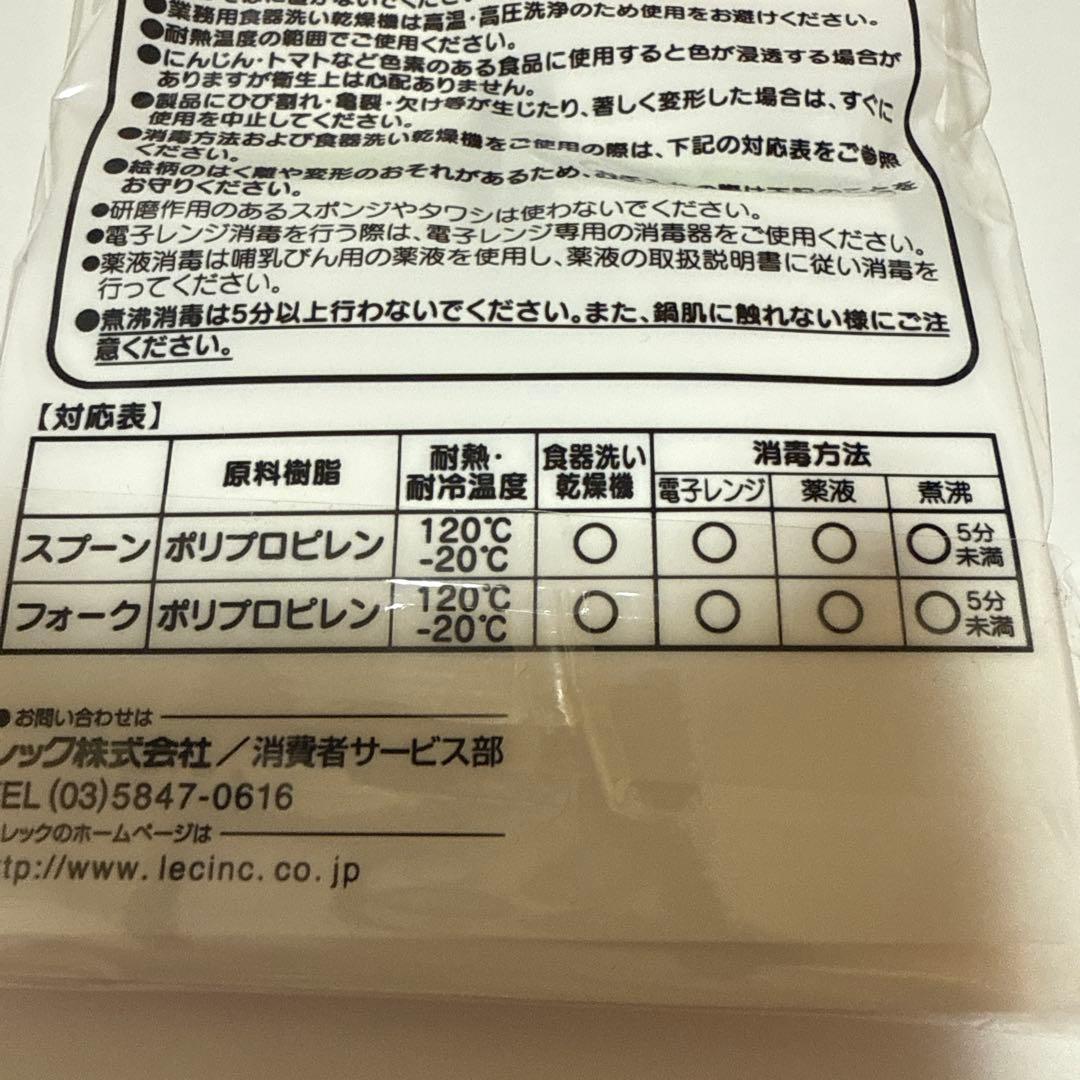 ●業務用食器洗い乾燥機は高温・高圧洗浄のため使用をお避けください。
●耐熱温度の範囲でご使用ください。
●にんじん・トマトなど色素のある食品に使用すると色が浸透する場合が
ありますが衛生上は心配ありません。
●製品にひび割れ・亀裂・欠け等が生じたり、著しく変形した場合は、すぐに
使用を中止してください。
●消毒方法および食器洗い乾燥機をご使用の際は、下記の対応表をご参照
ください。
●絵柄のはく離や変形のおそれがあるため、
お守りください。
●研磨作用のあるスポンジやタワシは使わないでください。
●電子レンジ消毒を行う際は、電子レンジ専用の消毒器をご使用ください。
●薬液消毒は哺乳びん用の薬液を使用し、薬液の取扱説明書に従い消毒を
行ってください。
●煮沸消毒は5分以上行わないでください。また、鍋肌に触れない様にご注
意ください。
【対応表】
原料樹脂 耐熱・耐冷温度 食器洗い乾燥機 消毒方法
電子レンジ 薬液 煮沸
スプーン ポリプロピレン 120℃ -20℃ ○ ○ ○ ○ 5分未満
フォーク ポリプロピレン 120℃ -20℃ ○ ○ ○ ○ 5分未満
●お問い合わせは
レック株式会社/消費者サービス部
TEL(03)5847-0616
レックのホームページは
ttp://www.lecinc.co.jp